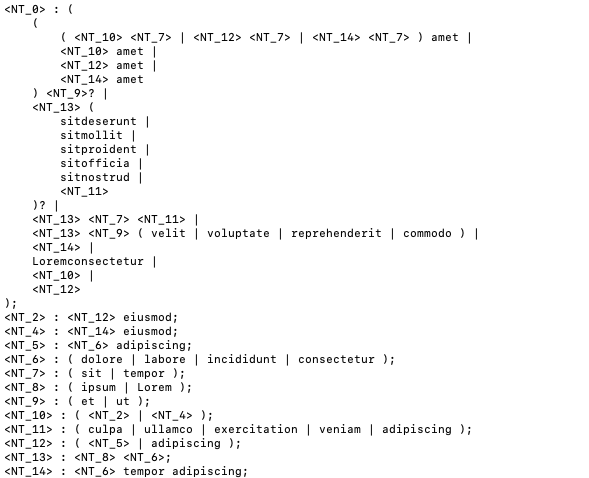 <NT_0> : (
    (
        ( <NT_10> <NT_7> | <NT_12> <NT_7> | <NT_14> <NT_7> ) amet |
        <NT_10> amet |
        <NT_12> amet |
        <NT_14> amet
    ) <NT_9>? |
    <NT_13> (
        sitdeserunt |
        sitmollit |
        sitproident |
        sitofficia |
        sitnostrud |
        <NT_11>
    )? |
    <NT_13> <NT_7> <NT_11> |
    <NT_13> <NT_9> ( velit | voluptate | reprehenderit | commodo ) |
    <NT_14> |
    Loremconsectetur |
    <NT_10> |
    <NT_12>
);
<NT_2> : <NT_12> eiusmod;
<NT_4> : <NT_14> eiusmod;
<NT_5> : <NT_6> adipiscing;
<NT_6> : ( dolore | labore | incididunt | consectetur );
<NT_7> : ( sit | tempor );
<NT_8> : ( ipsum | Lorem );
<NT_9> : ( et | ut );
<NT_10> : ( <NT_2> | <NT_4> );
<NT_11> : ( culpa | ullamco | exercitation | veniam | adipiscing );
<NT_12> : ( <NT_5> | adipiscing );
<NT_13> : <NT_8> <NT_6>;
<NT_14> : <NT_6> tempor adipiscing;